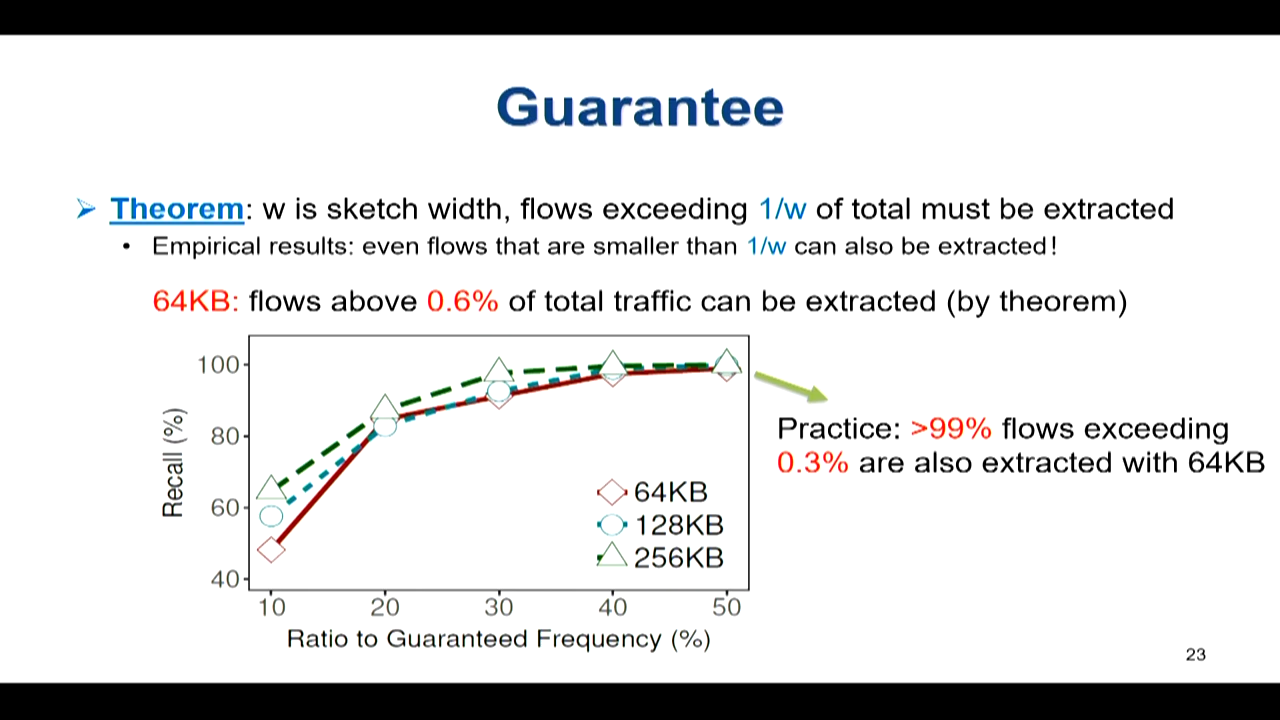 Guarantee
➢ Theorem: w is sketch width, flows exceeding 1/w of total must be extracted
• Empirical results: even flows that are smaller than 1/w can also be extracted!
64KB: flows above 0.6% of total traffic can be extracted (by theorem)
100
80
60
40
Recall (%)
64KB
128KB
256KB
10 20 30 40 50
Ratio to Guaranteed Frequency (%)
Practice: >99% flows exceeding
0.3% are also extracted with 64KB
23